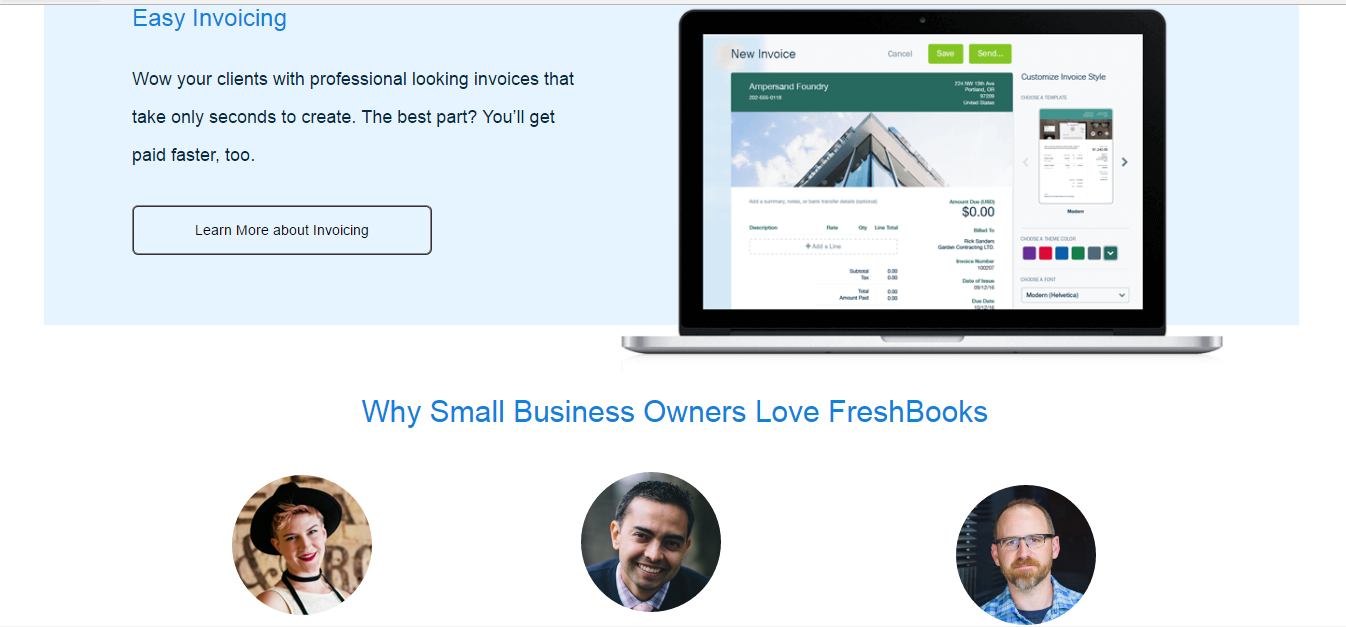 Easy Invoicing
Wow your clients with professional looking invoices that
take only seconds to create. The best part? You’ll get
paid faster, too.
Learn More about Invoicing
New Invoice
Cancel
Save
Send...
Ampersand Foundry
202-555-0118
224 NW 13th Ave
Portland, OR
97209
United States
Add a summary, notes, or bank transfer details (optional)
Amount Due (USD)
$0.00
Description Rate Qty Line Total
+ Add a Line
Billed To
Rick Sanders
Garden Contracting LTD.
Invoice Number
100207
Date of Issue
09/12/16
Due Date
10/12/16
Subtotal 0.00
Tax 0.00
Total 0.00
Amount Paid 0.00
Customize Invoice Style
CHOOSE A TEMPLATE
Modern
CHOOSE A THEME COLOR
CHOOSE A FONT
Modern (Helvetica)
Why Small Business Owners Love FreshBooks